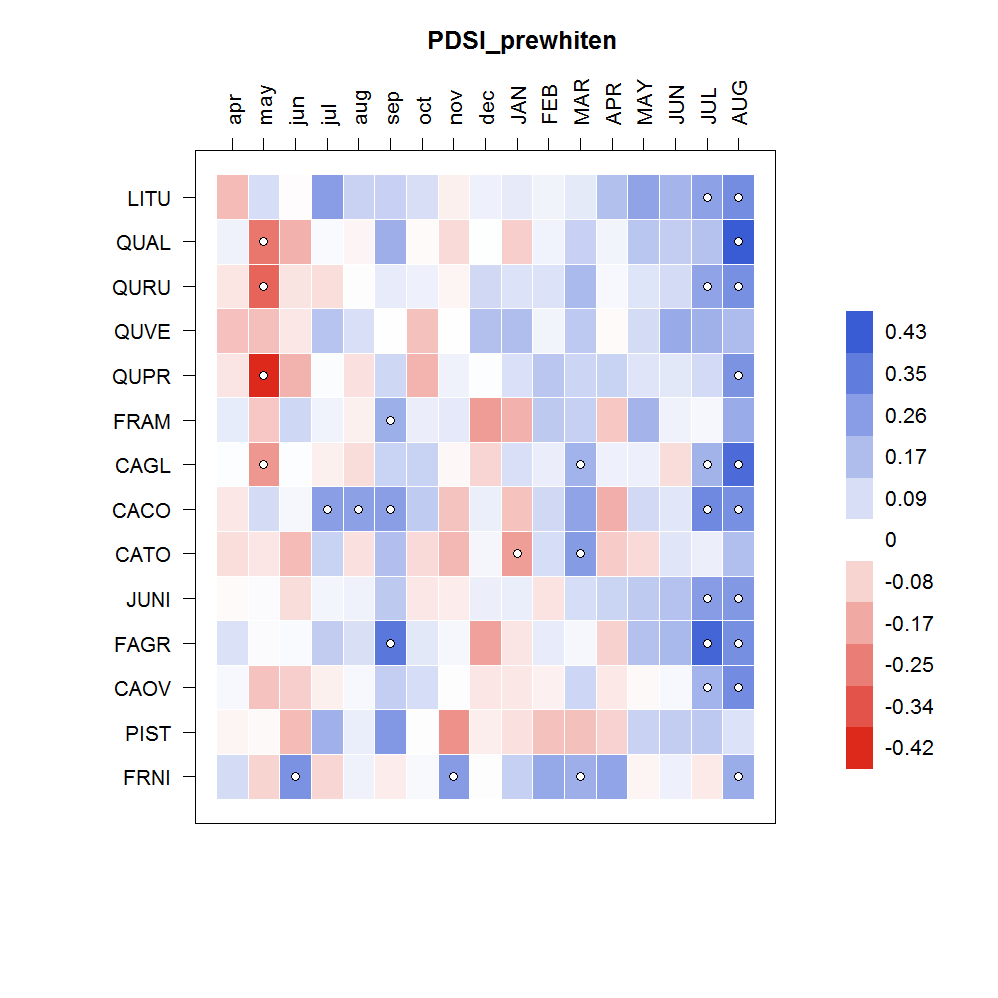 PDSI_prewhiten
apr may jun jul aug sep oct nov dec JAN FEB MAR APR MAY JUN JUL AUG
LITU
QUAL
QURU
QUVE
QUPR
FRAM
CAGL
CACO
CATO
JUNI
FAGR
CAOV
PIST
FRNI
0.43
0.35
0.26
0.17
0.09
0
-0.08
-0.17
-0.25
-0.34
-0.42